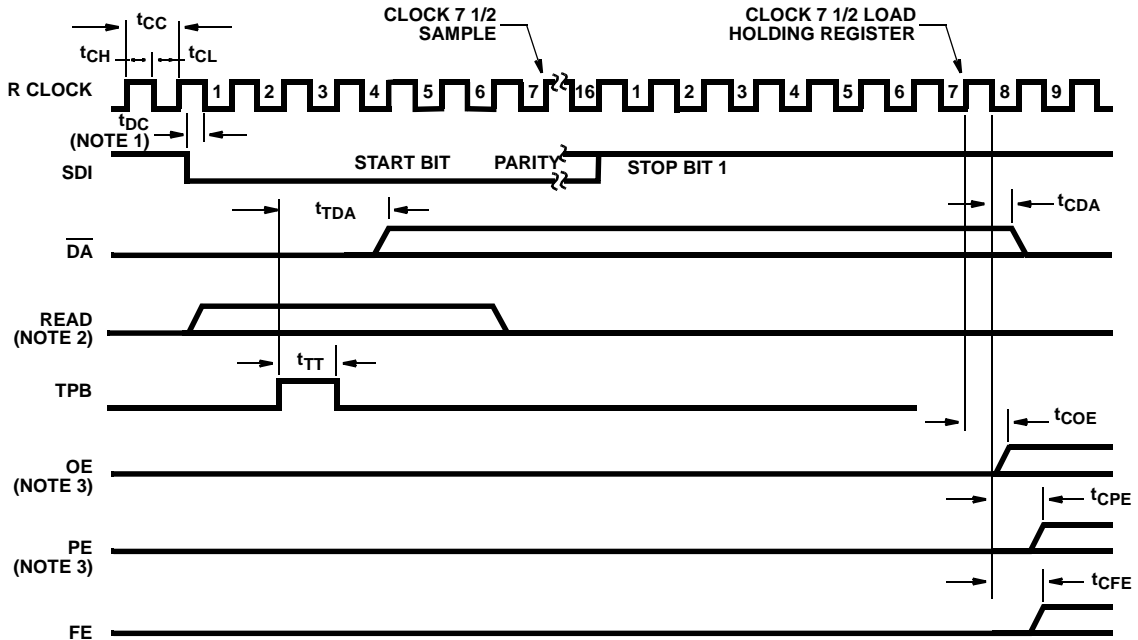 tCC
CLOCK 7 1/2
SAMPLE
CLOCK 7 1/2 LOAD
HOLDING REGISTER
tCH
tCL
R CLOCK
1 2 3 4 5 6 7 16 1 2 3 4 5 6 7 8 9
tDC
(NOTE 1)
SDI
START BIT
PARITY
STOP BIT 1
tTDA
tCDA
DA
READ
(NOTE 2)
tTT
TPB
tCOE
OE
(NOTE 3)
tCPE
PE
(NOTE 3)
tCFE
FE